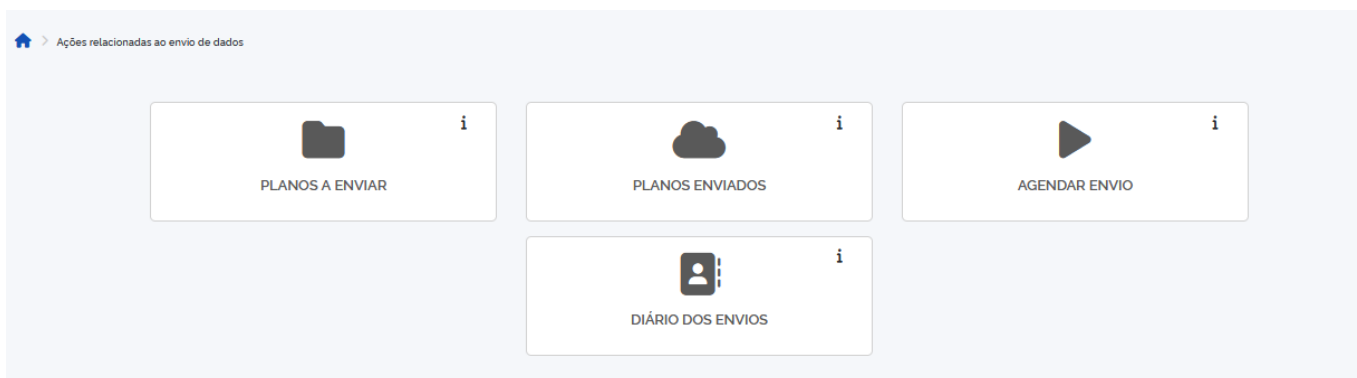 Ações relacionadas ao envio de dados
i
PLANOS A ENVIAR
i
PLANOS ENVIADOS
i
AGENDAR ENVIO
i
DIÁRIO DOS ENVIOS